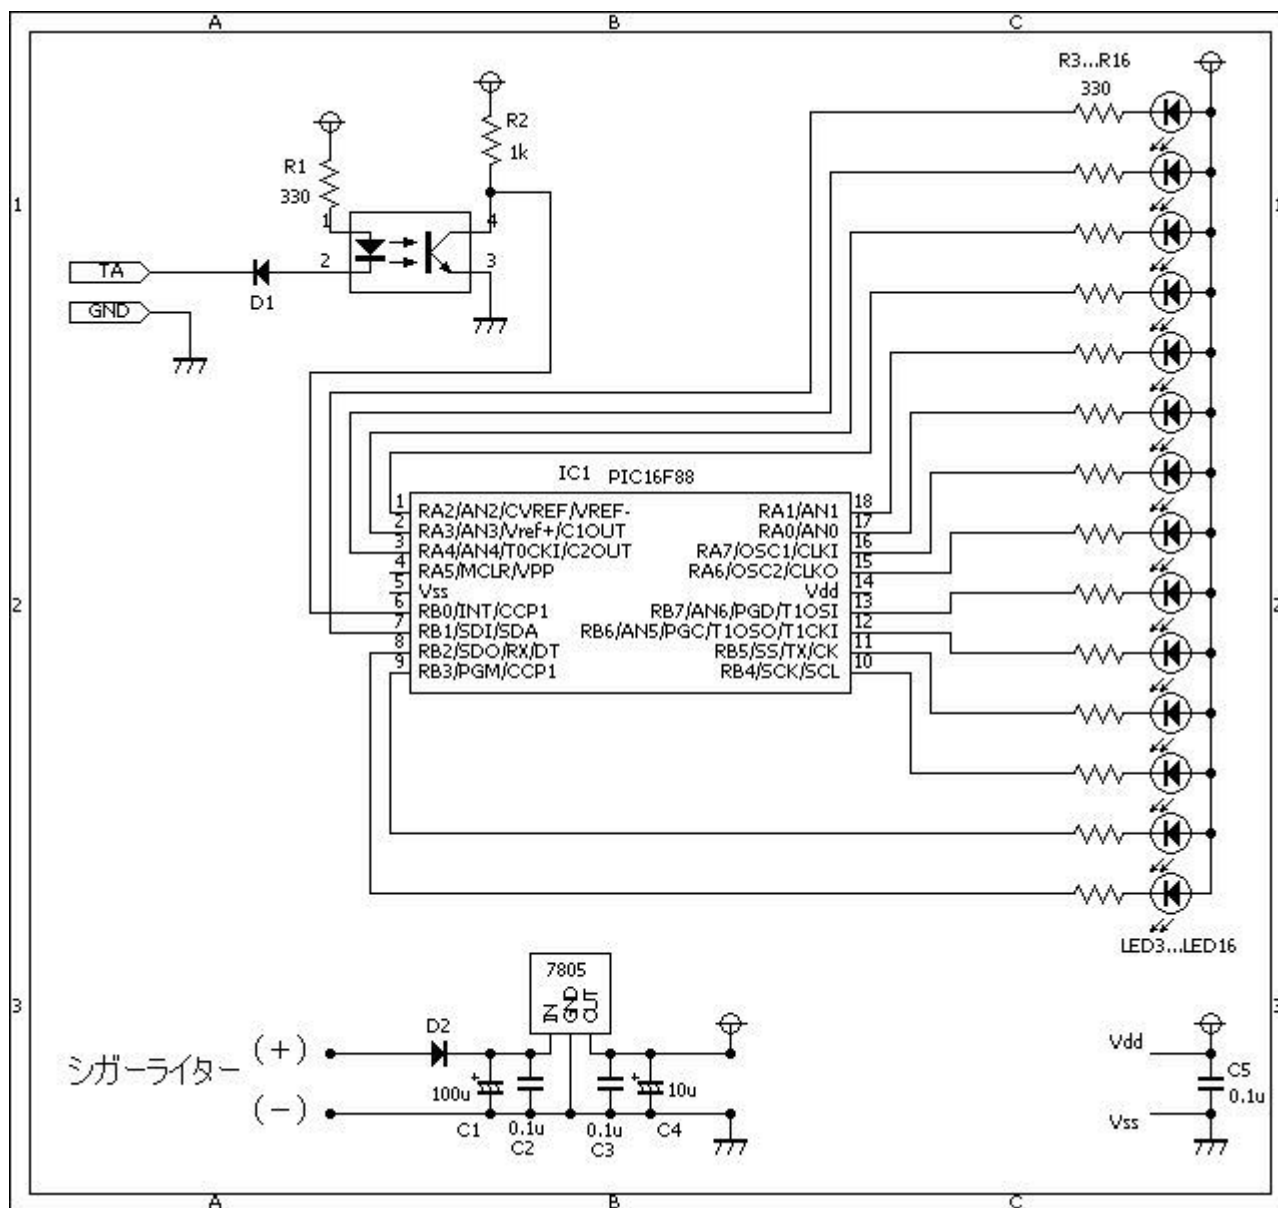 A B C
R3...R16
330
R2
1k
R1
330
1 4
2 3
1 1
TA
D1
GND
IC1 PIC16F88
1 RA2/AN2/CVREF/VREF- RA1/AN1 18
2 RA3/AN3/Vref+/C1OUT RA0/AN0 17
3 RA4/AN4/T0CKI/C2OUT RA7/OSC1/CLKI 16
4 RA5/MCLR/VPP RA6/OSC2/CLKO 15
5 Vss Vdd 14
6 RB0/INT/CCP1 RB7/AN6/PGD/T1OSI 13
7 RB1/SDI/SDA RB6/AN5/PGC/T1OSO/T1CKI 12
8 RB2/SDO/RX/DT RB5/SS/TX/CK 11
9 RB3/PGM/CCP1 RB4/SCK/SCL 10
2 2
LED3...LED16
7805
IN GND OUT
3 3
D2
シガーライター (+)
(-)
+
100u
C1
0.1u
C2
0.1u
C3
+
10u
C4
Vdd
C5
0.1u
Vss
A B C